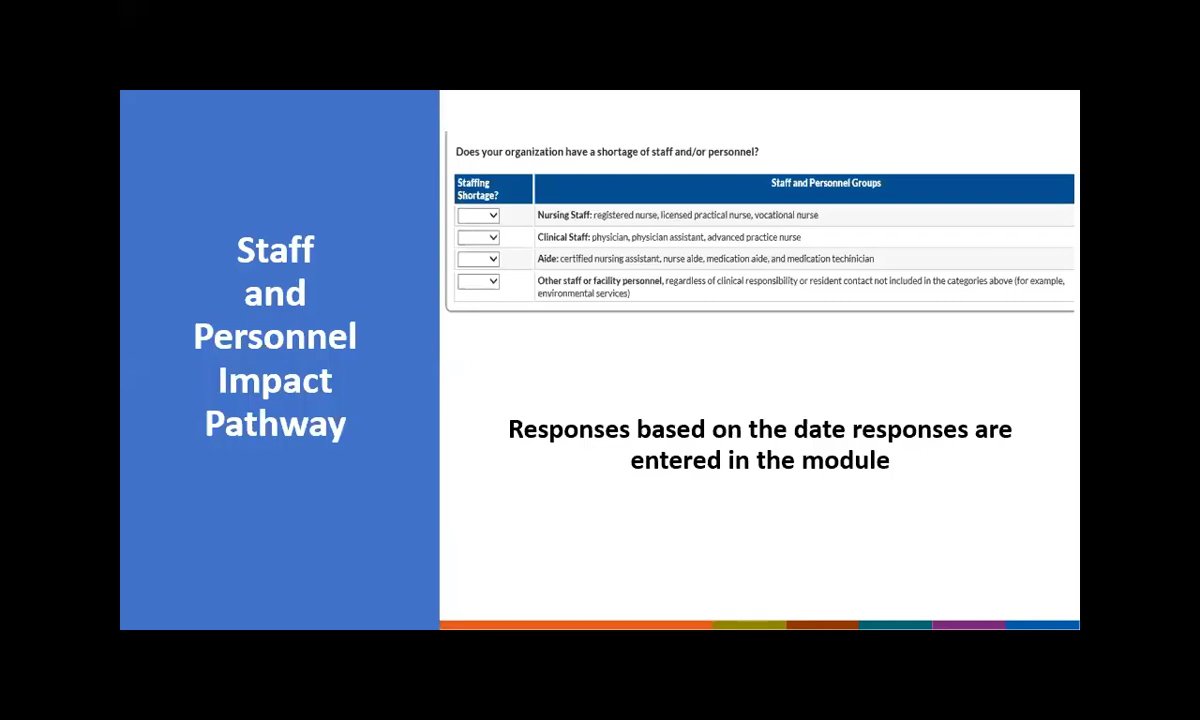 Staff
and
Personnel
Impact
Pathway
Does your organization have a shortage of staff and/or personnel?
Staffing
Shortage?
Staff and Personnel Groups
Nursing Staff: registered nurse, licensed practical nurse, vocational nurse
Clinical Staff: physician, physician assistant, advanced practice nurse
Aide: certified nursing assistant, nurse aide, medication aide, and medication techinician
Other staff or facility personnel, regardless of clinical responsibility or resident contact not included in the categories above (for example,
environmental services)
Responses based on the date responses are
entered in the module